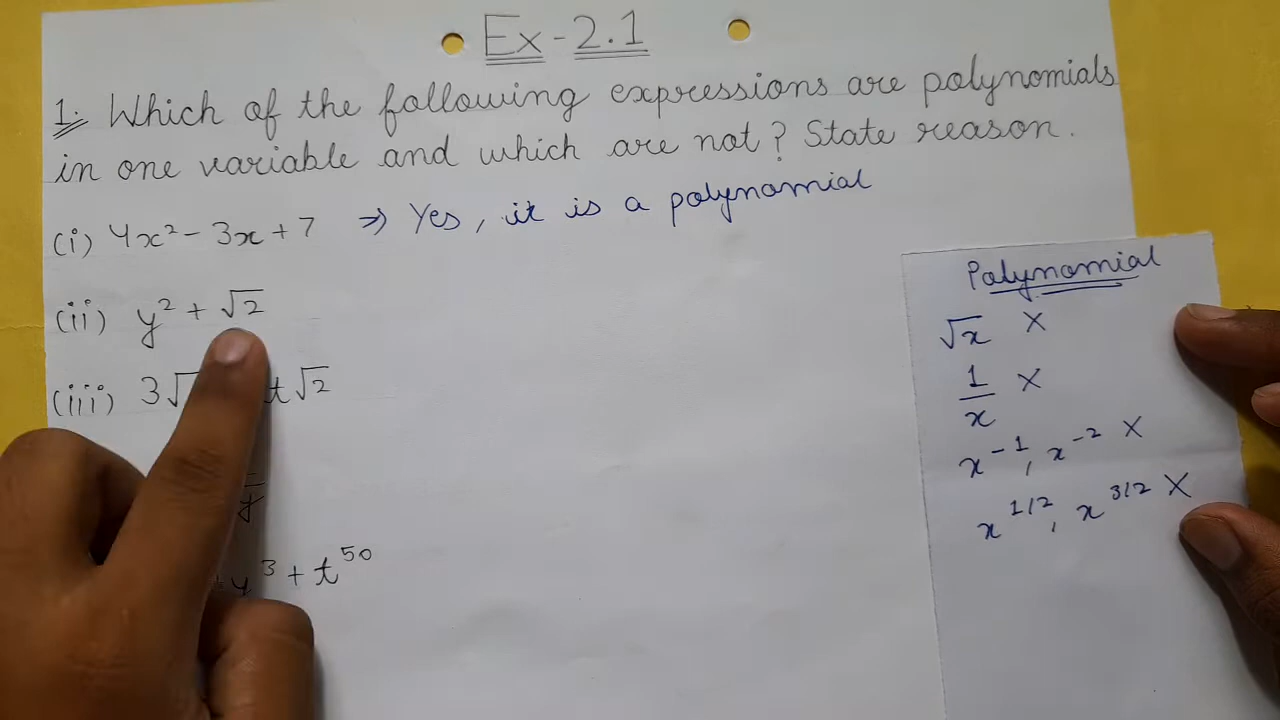 Ex-2.1
1. Which of the following expressions are polynomials
in one variable and which are not? State reason.
(i) 4x² - 3x + 7 ⇒ Yes, it is a polynomial
(ii) y² + √2
(iii) 3√ t√2
y³ + t⁵⁰
Polynomial
√x X
1/x X
x⁻¹, x⁻² X
x^1/2, x^3/2 X